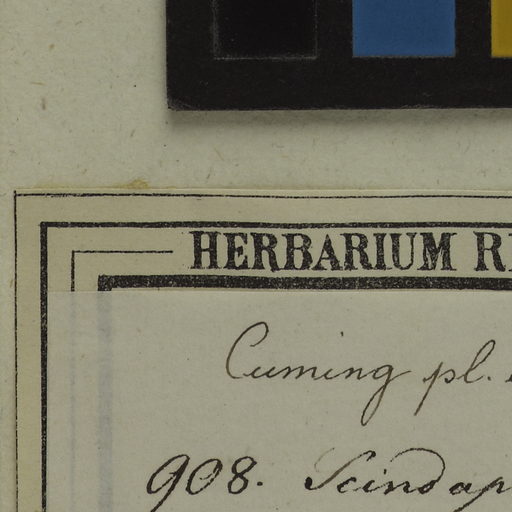 HERBARIUM
Cuming pl.
908. Scindap